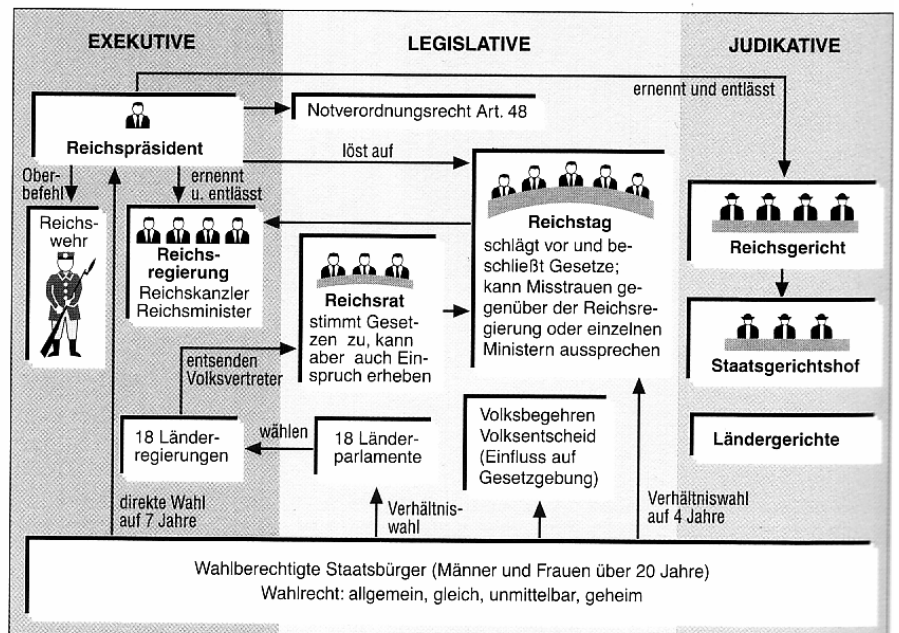 EXEKUTIVE
LEGISLATIVE
JUDIKATIVE
ernennt und entlässt
Reichspräsident
Notverordnungsrecht Art. 48
löst auf
Ober-
befehl
ernennt
u. entlässt
Reichs-
wehr
Reichs-
regierung
Reichskanzler
Reichsminister
Reichsrat
stimmt Geset-
zen zu, kann
aber auch Ein-
spruch erheben
Reichstag
schlägt vor und be-
schließt Gesetze;
kann Misstrauen ge-
genüber der Reichsre-
gierung oder einzelnen
Ministern aussprechen
Reichsgericht
Staatsgerichtshof
Ländergerichte
entsenden
Volksvertreter
18 Länder-
regierungen
wählen
18 Länder-
parlamente
Volksbegehren
Volksentscheid
(Einfluss auf
Gesetzgebung)
direkte Wahl
auf 7 Jahre
Verhältnis-
wahl
Verhältniswahl
auf 4 Jahre
Wahlberechtigte Staatsbürger (Männer und Frauen über 20 Jahre)
Wahlrecht: allgemein, gleich, unmittelbar, geheim